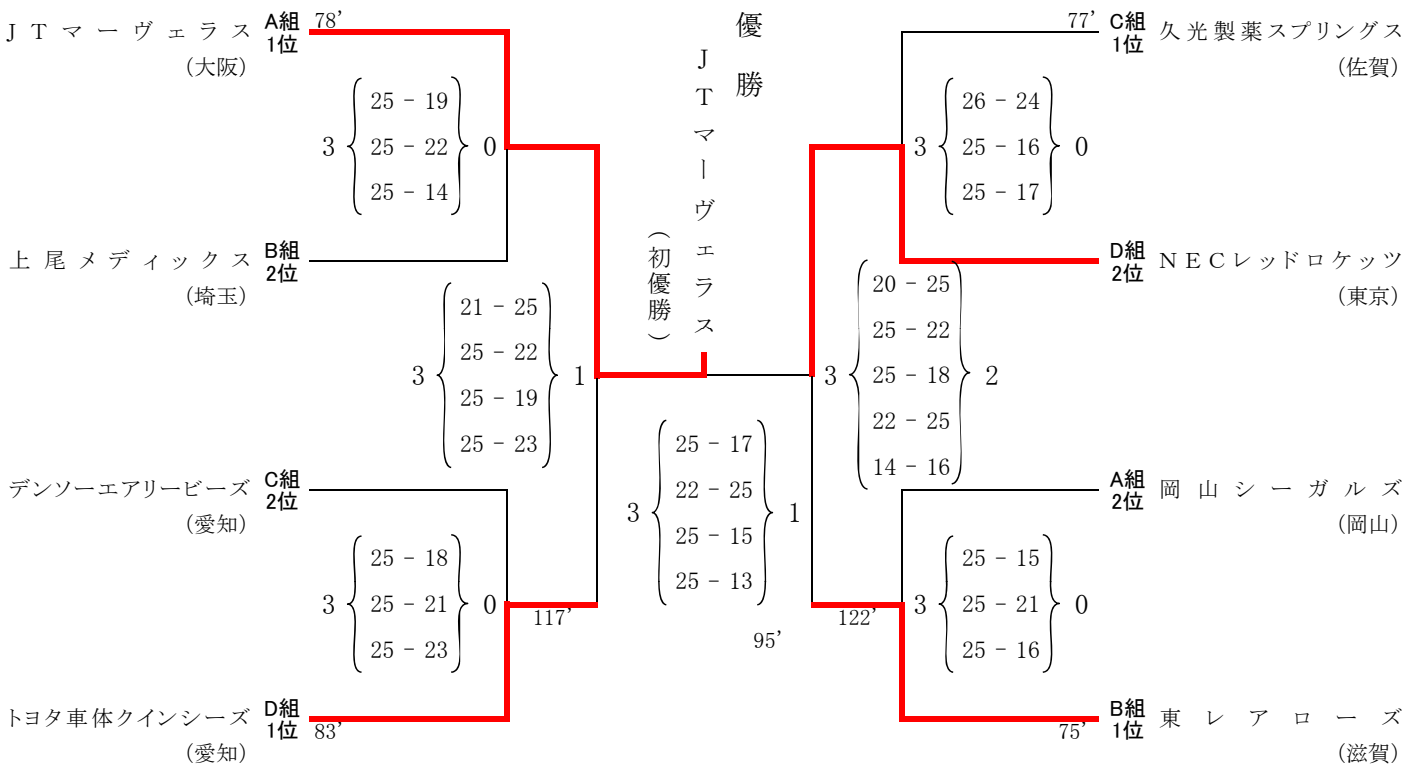 優勝
JTマーヴェラス
(初優勝)
JTマーヴェラス A組 1位 78’
(大阪)
3 0
25 - 19
25 - 22
25 - 14
上尾メディックス B組 2位
(埼玉)
3 1
21 - 25
25 - 22
25 - 19
25 - 23
117’
デンソーエアリービーズ C組 2位
(愛知)
3 0
25 - 18
25 - 21
25 - 23
トヨタ車体クインシーズ D組 1位 83’
(愛知)
3 1
25 - 17
22 - 25
25 - 15
25 - 13
95’
77’ C組 1位 久光製薬スプリングス
(佐賀)
3 0
26 - 24
25 - 16
25 - 17
D組 2位 NECレッドロケッツ
(東京)
3 2
20 - 25
25 - 22
25 - 18
22 - 25
14 - 16
122’
A組 2位 岡山シーガルズ
(岡山)
3 0
25 - 15
25 - 21
25 - 16
75’ B組 1位 東レアローズ
(滋賀)